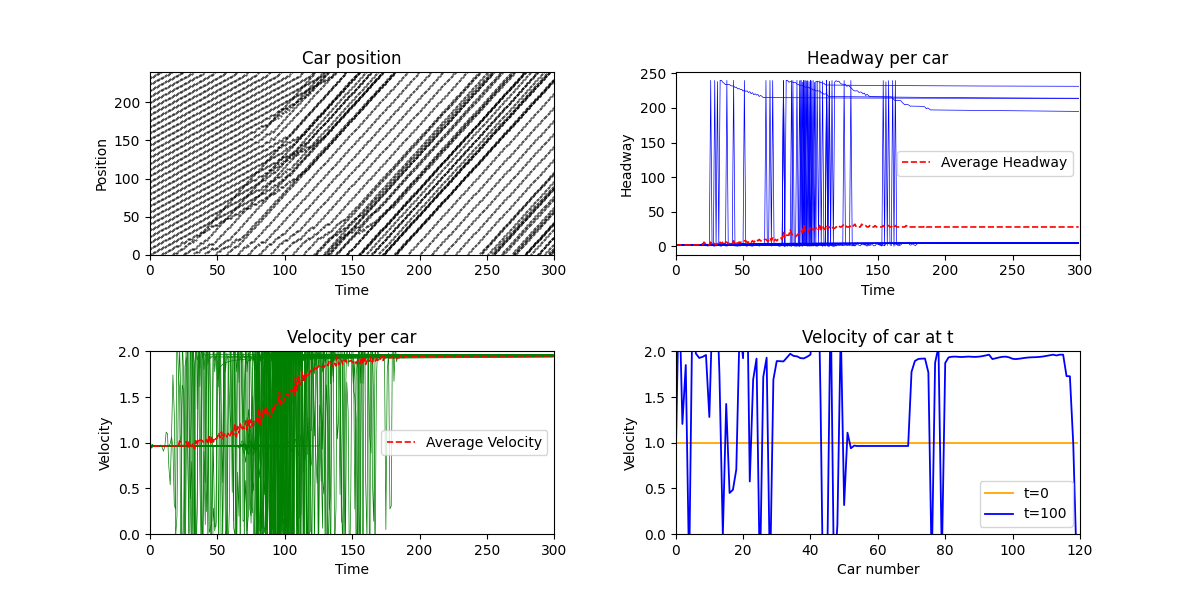 Car position
Position
200
150
100
50
0
0 50 100 150 200 250 300
Time
Headway per car
Headway
250
200
150
100
50
0
Average Headway
0 50 100 150 200 250 300
Time
Velocity per car
Velocity
2.0
1.5
1.0
0.5
0.0
Average Velocity
0 50 100 150 200 250 300
Time
Velocity of car at t
Velocity
2.0
1.5
1.0
0.5
0.0
t=0
t=100
0 20 40 60 80 100 120
Car number